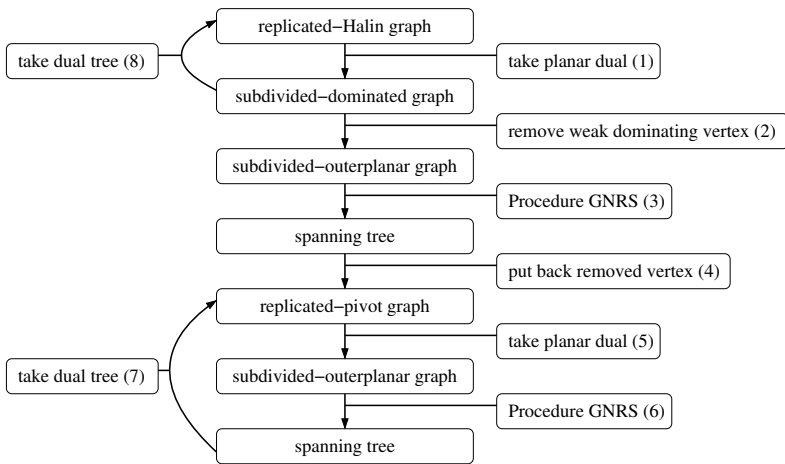 replicated−Halin graph
take dual tree (8)
take planar dual (1)
subdivided−dominated graph
remove weak dominating vertex (2)
subdivided−outerplanar graph
Procedure GNRS (3)
spanning tree
put back removed vertex (4)
replicated−pivot graph
take planar dual (5)
take dual tree (7)
subdivided−outerplanar graph
Procedure GNRS (6)
spanning tree